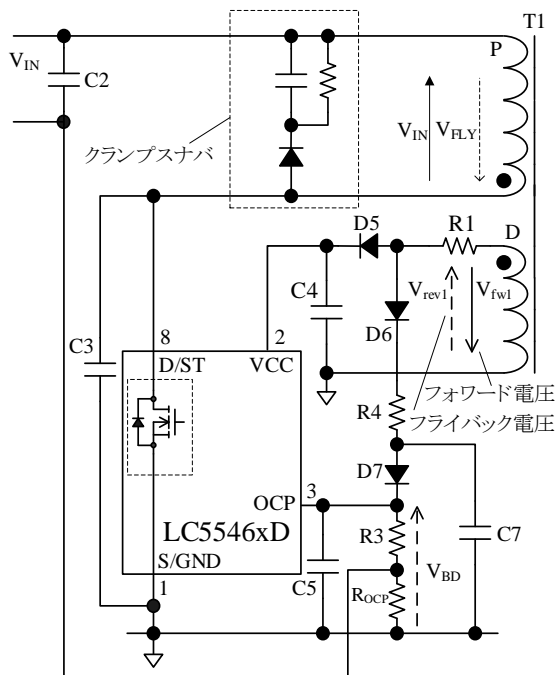 T1
P
V_IN
C2
V_IN
V_FLY
クランプスナバ
D5
R1
D
C4
V_rev1
V_fw1
C3
8
2
D6
D/ST
VCC
フォワード電圧
フライバック電圧
R4
D7
OCP
3
LC5546xD
R3
C7
S/GND
C5
V_BD
1
R_OCP